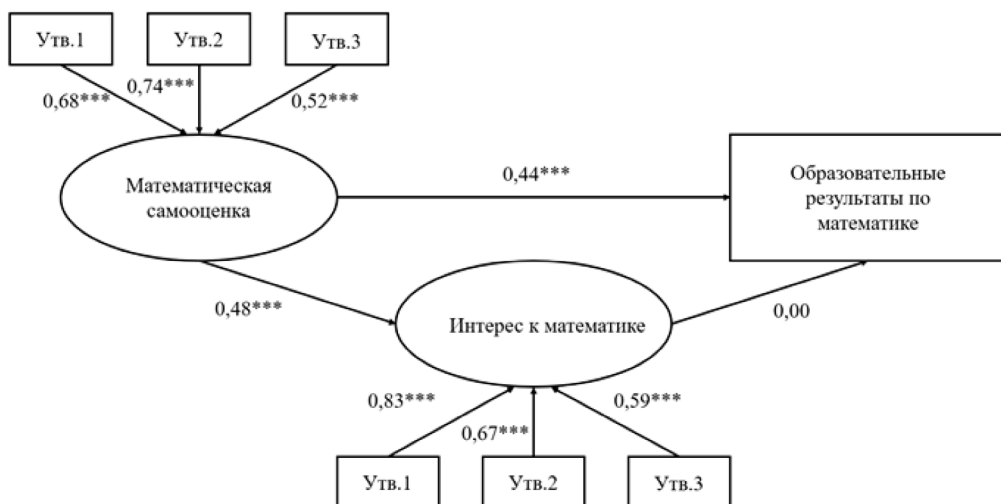 Утв.1
Утв.2
Утв.3
0,68***
0,74***
0,52***
Математическая
самооценка
0,44***
Образовательные
результаты по
математике
0,48***
Интерес к математике
0,00
0,83***
0,67***
0,59***
Утв.1
Утв.2
Утв.3